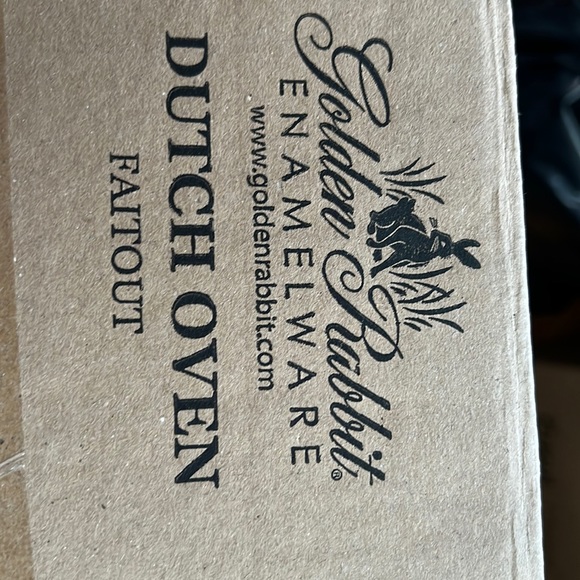 Golden Rabbit®
ENAMELWARE
www.goldenrabbit.com
DUTCH OVEN
FAITOUT